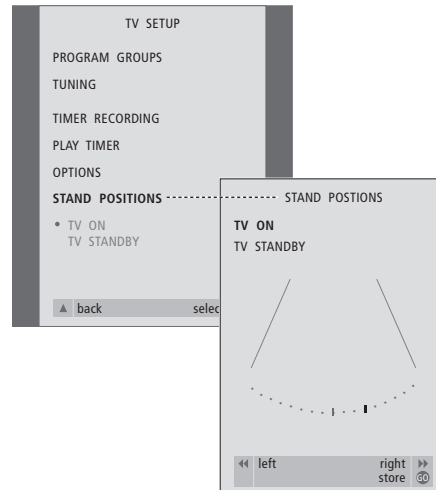 TV SETUP
PROGRAM GROUPS
TUNING
TIMER RECORDING
PLAY TIMER
OPTIONS
STAND POSITIONS
• TV ON
TV STANDBY
▲ back selec
STAND POSTIONS
TV ON
TV STANDBY
left right
store GO